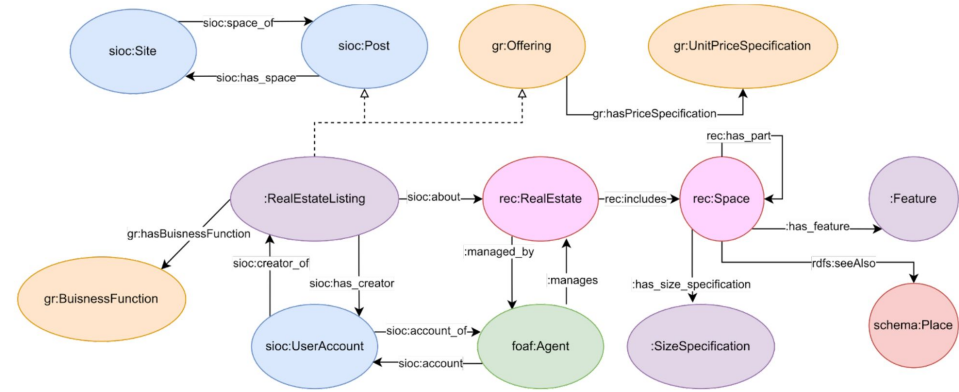 sioc:space_of
sioc:Site
sioc:Post
gr:Offering
gr:UnitPriceSpecification
sioc:has_space
gr:hasPriceSpecification
rec:has_part
:RealEstateListing
sioc:about
rec:RealEstate
rec:includes
rec:Space
:Feature
:has_feature
gr:hasBuisnessFunction
:managed_by
sioc:creator_of
rdfs:seeAlso
:manages
sioc:has_creator
:has_size_specification
gr:BuisnessFunction
schema:Place
sioc:account_of
sioc:UserAccount
foaf:Agent
:SizeSpecification
sioc:account